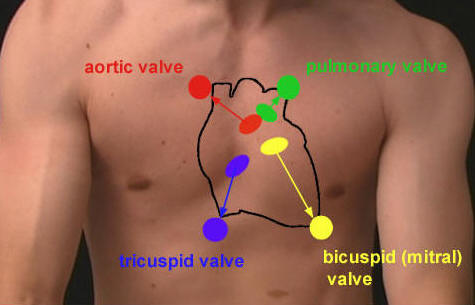 aortic valve
pulmonary valve
tricuspid valve
bicuspid (mitral)
valve